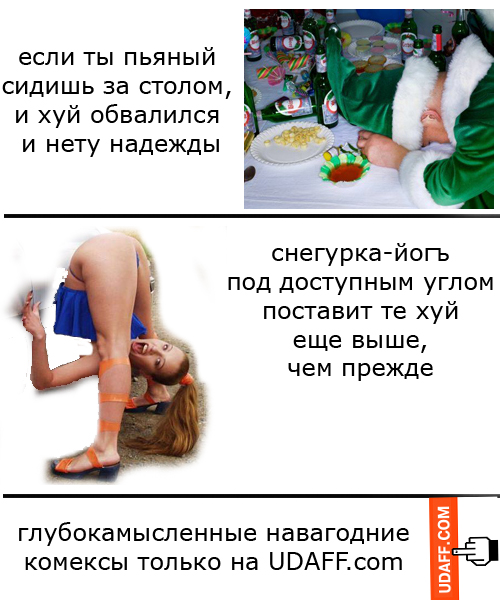 если ты пьяный
сидишь за столом,
и хуй обвалился
и нету надежды
снегурка-йогъ
под доступным углом
поставит те хуй
еще выше,
чем прежде
глубокамысленные навагодние
комексы только на UDAFF.com
UDAFF.COM